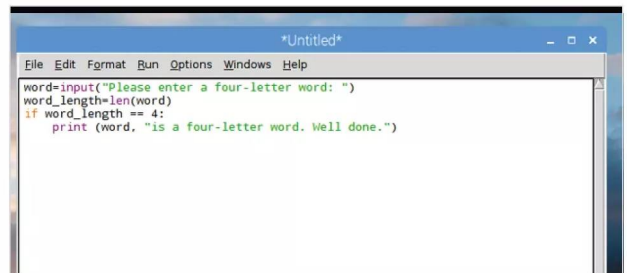 *Untitled*
File Edit Format Run Options Windows Help
word=input("Please enter a four-letter word: ")
word_length=len(word)
if word_length == 4:
    print (word, "is a four-letter word. Well done.")